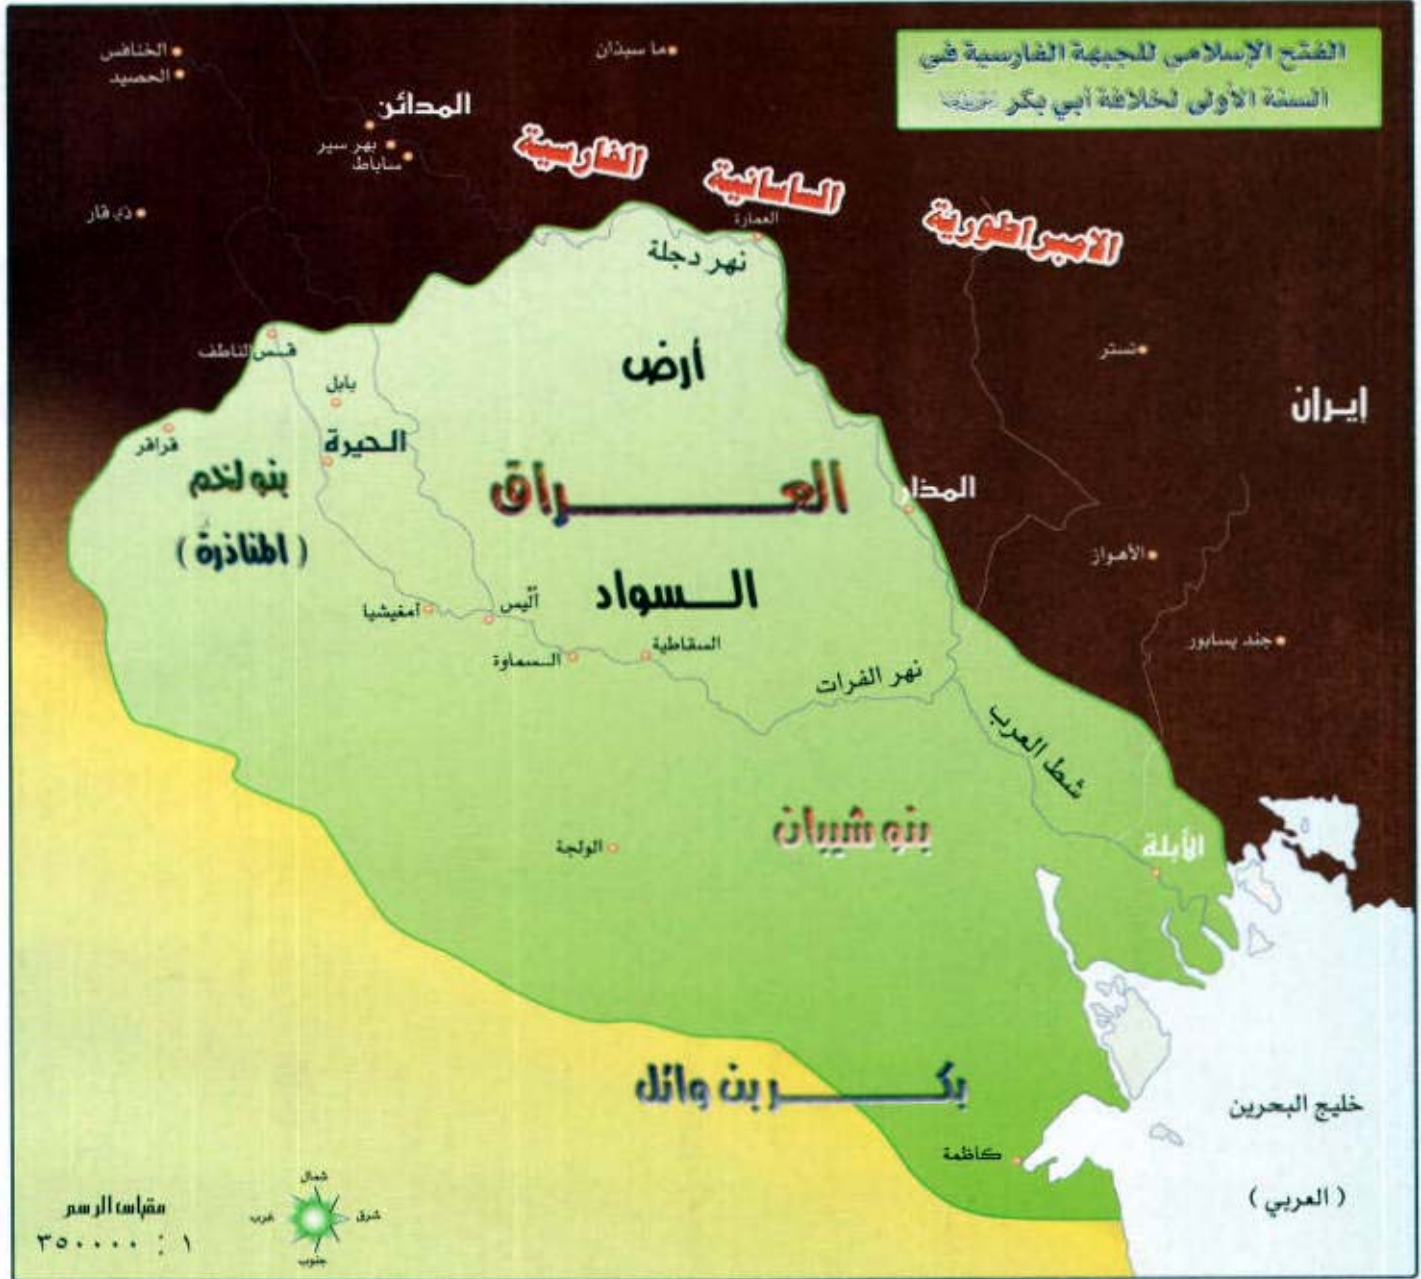 الفتح الإسلامي للجبهة الفارسية في
السنة الأولى لخلافة أبي بكر
الخنافس
الحصيد
ما سبذان
المدائن
بهر سير
ساباط
ذي قار
الامبراطورية الساسانية الفارسية
العمارة
نهر دجلة
قس الناطف
بابل
أرض
تستر
إيران
قراقر
الحيرة
بنو لخم
(المناذرة)
العراق
المذار
السواد
الأهواز
أمغيشيا
أليس
السماوة
السقاطية
جند يسابور
نهر الفرات
شط العرب
بنو شيبان
الولجة
الأبلة
بكر بن وائل
كاظمة
خليج البحرين
(العربي)
شمال
شرق
غرب
جنوب
مقياس الرسم
١ : ٣٥٠٠٠٠